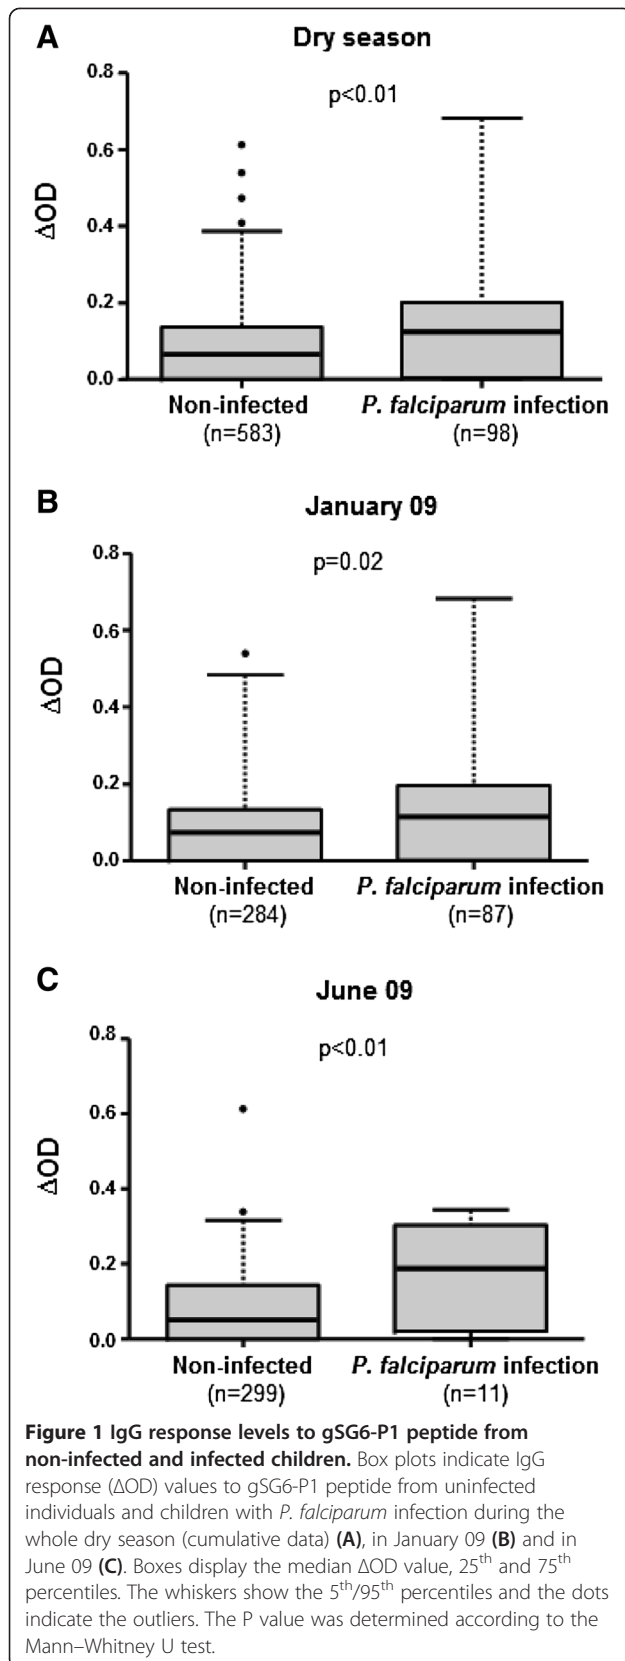 A
Dry season
p<0.01
0.8
0.6
0.4
0.2
0.0
ΔOD
Non-infected
P. falciparum infection
(n=583)
(n=98)
B
January 09
p=0.02
0.8
0.6
0.4
0.2
0.0
ΔOD
Non-infected
P. falciparum infection
(n=284)
(n=87)
C
June 09
p<0.01
0.8
0.6
0.4
0.2
0.0
ΔOD
Non-infected
P. falciparum infection
(n=299)
(n=11)
Figure 1 IgG response levels to gSG6-P1 peptide from
non-infected and infected children. Box plots indicate IgG
response (ΔOD) values to gSG6-P1 peptide from uninfected
individuals and children with P. falciparum infection during the
whole dry season (cumulative data) (A), in January 09 (B) and in
June 09 (C). Boxes display the median ΔOD value, 25th and 75th
percentiles. The whiskers show the 5th/95th percentiles and the dots
indicate the outliers. The P value was determined according to the
Mann–Whitney U test.